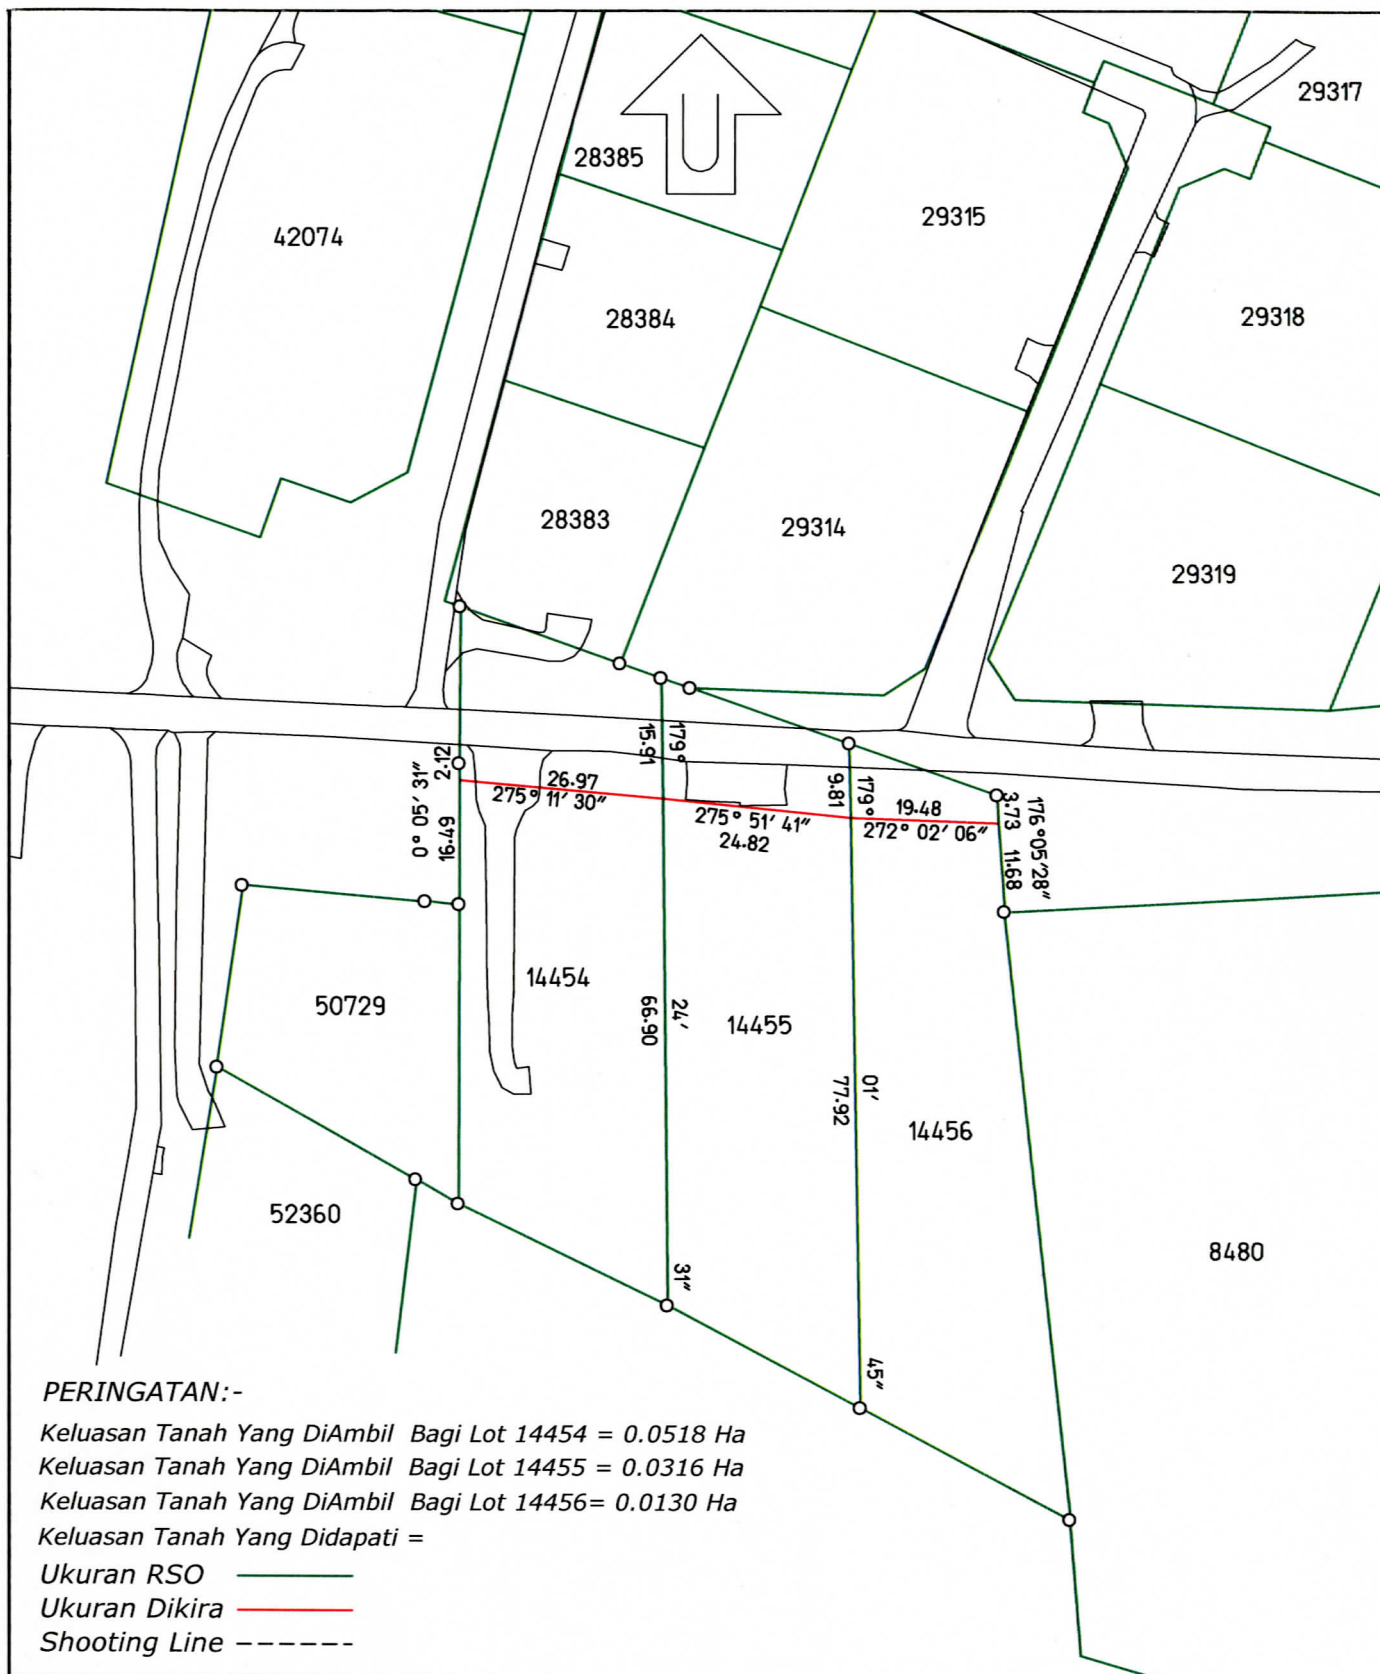 29317
28385
29315
42074
28384
29318
28383
29314
29319
2.12
0° 05′ 31″
16.49
26.97
275° 11′ 30″
15.91
179°
24′
66.90
31″
275° 51′ 41″
24.82
9.81
179°
01′
77.92
45″
19.48
272° 02′ 06″
3.73
176°05′28″
11.68
14454
50729
14455
14456
52360
8480
PERINGATAN:-
Keluasan Tanah Yang DiAmbil Bagi Lot 14454 = 0.0518 Ha
Keluasan Tanah Yang DiAmbil Bagi Lot 14455 = 0.0316 Ha
Keluasan Tanah Yang DiAmbil Bagi Lot 14456= 0.0130 Ha
Keluasan Tanah Yang Didapati =
Ukuran RSO
Ukuran Dikira
Shooting Line